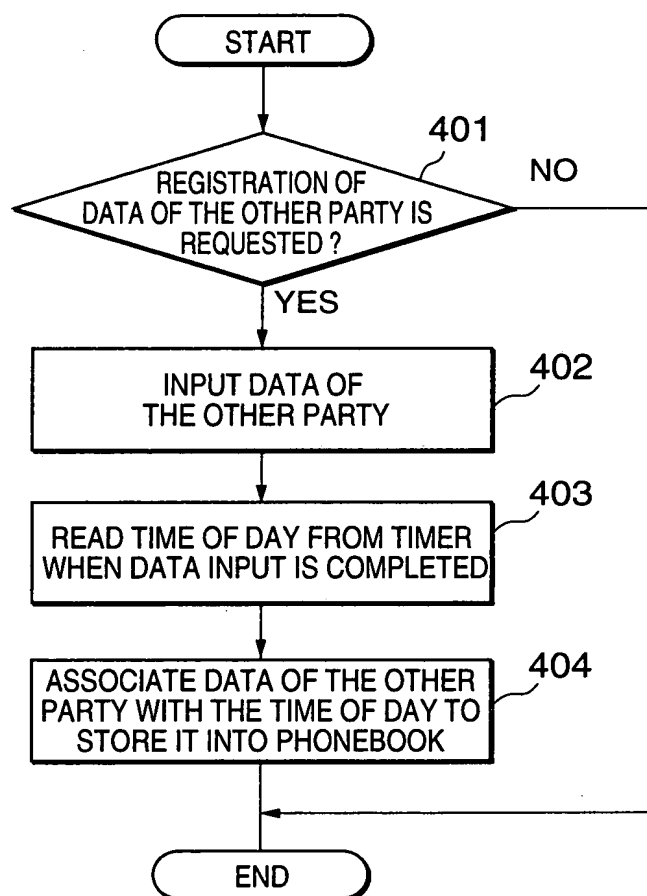 START
401
REGISTRATION OF
DATA OF THE OTHER PARTY IS
REQUESTED ?
NO
YES
INPUT DATA OF
THE OTHER PARTY
402
READ TIME OF DAY FROM TIMER
WHEN DATA INPUT IS COMPLETED
403
ASSOCIATE DATA OF THE OTHER
PARTY WITH THE TIME OF DAY TO
STORE IT INTO PHONEBOOK
404
END